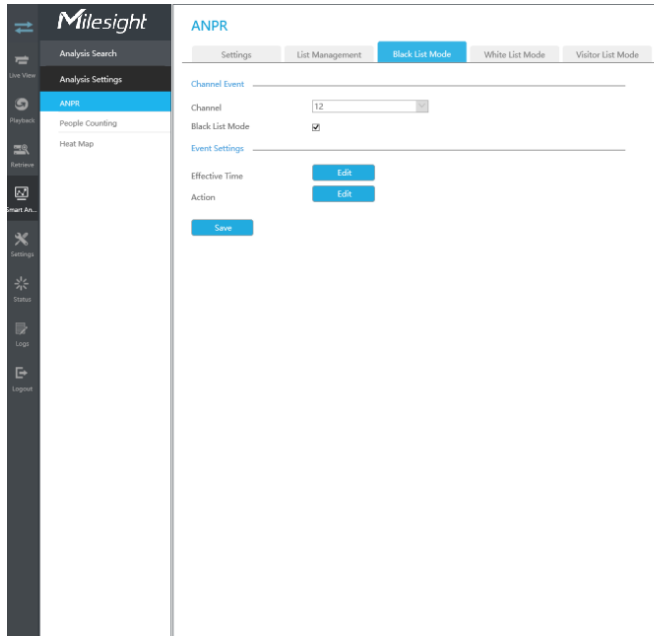 Milesight
Live View
Playback
Retrieve
Smart An...
Settings
Status
Logs
Logout
Analysis Search
Analysis Settings
ANPR
People Counting
Heat Map
ANPR
Settings List Management Black List Mode White List Mode Visitor List Mode
Channel Event
Channel 12
Black List Mode
Event Settings
Effective Time Edit
Action Edit
Save